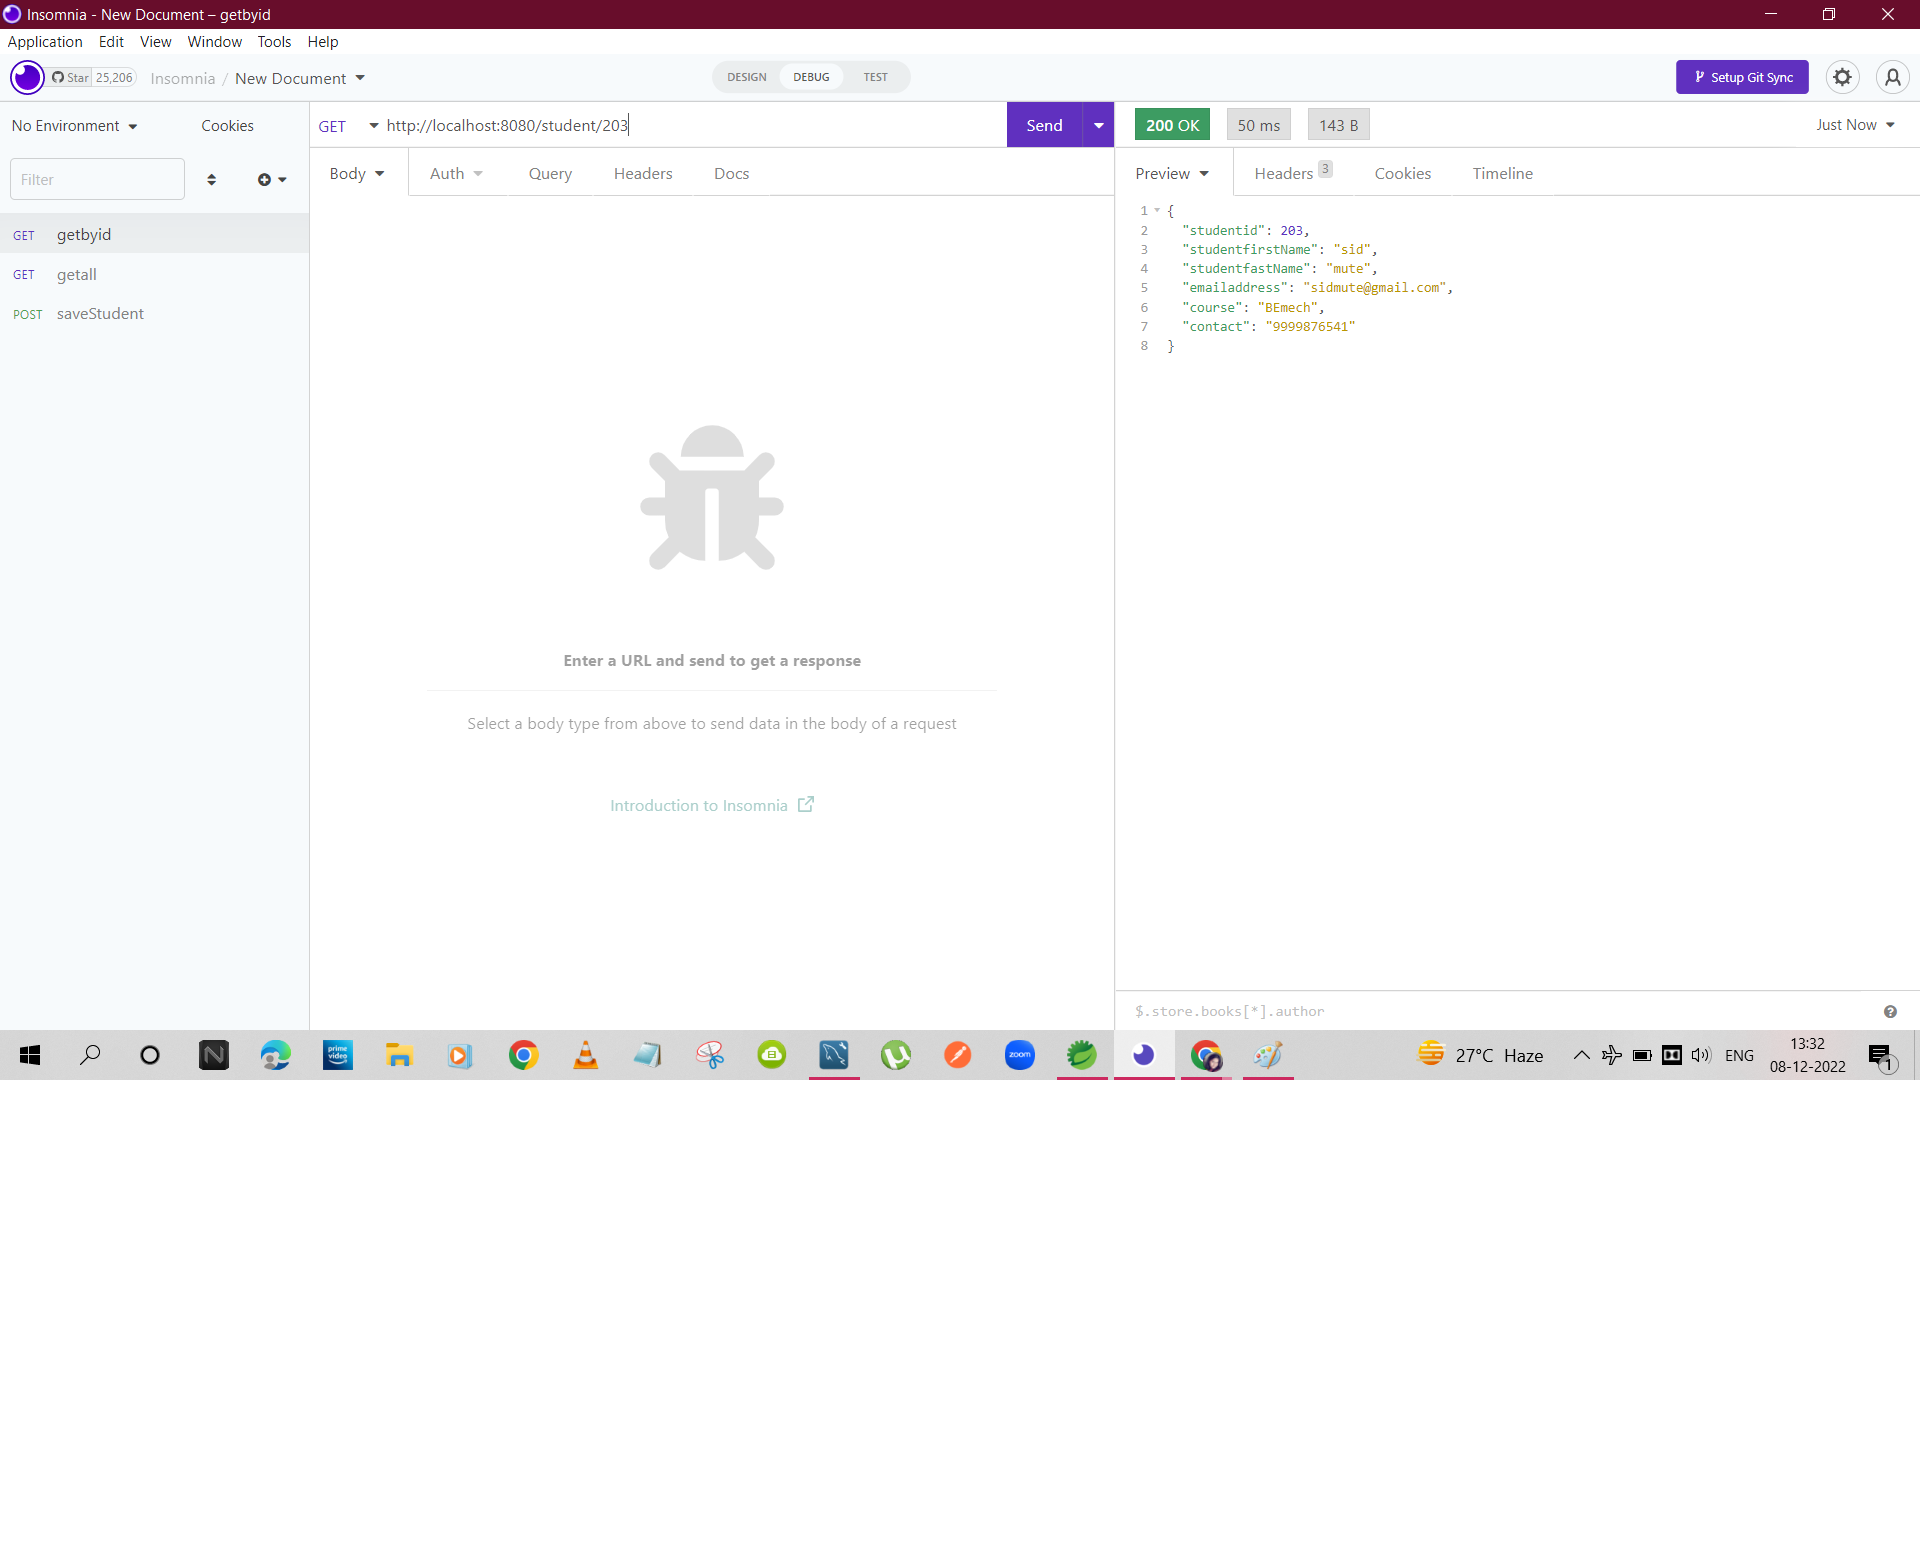 Insomnia - New Document – getbyid
Application Edit View Window Tools Help
Star 25,206 Insomnia / New Document DESIGN DEBUG TEST Setup Git Sync
No Environment Cookies
GET http://localhost:8080/student/203 Send
200 OK 50 ms 143 B Just Now
Filter
Body Auth Query Headers Docs
Preview Headers 3 Cookies Timeline
GET getbyid
GET getall
POST saveStudent
1 {
2 "studentid": 203,
3 "studentfirstName": "sid",
4 "studentfastName": "mute",
5 "emailaddress": "sidmute@gmail.com",
6 "course": "BEmech",
7 "contact": "9999876541"
8 }
Enter a URL and send to get a response
Select a body type from above to send data in the body of a request
Introduction to Insomnia
$.store.books[*].author
prime video
zoom
27°C Haze ENG
13:32
08-12-2022
1